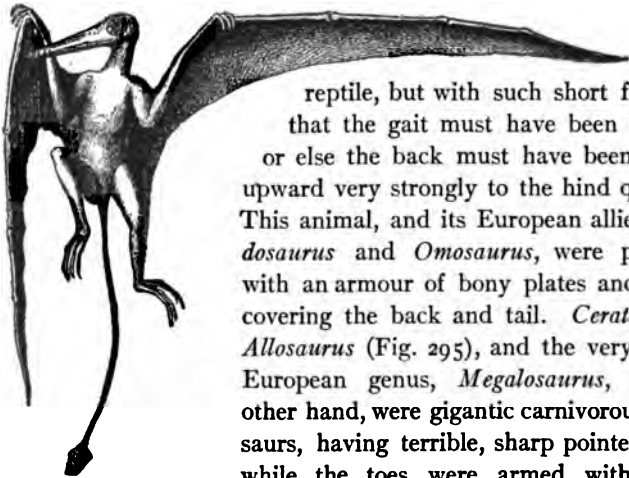 reptile, but with such short f
that the gait must have been
or else the back must have been
upward very strongly to the hind q
This animal, and its European allie
dosaurus and Omosaurus, were p
with an armour of bony plates and
covering the back and tail. Cerat
Allosaurus (Fig. 295), and the very
European genus, Megalosaurus,
other hand, were gigantic carnivorou
saurs, having terrible, sharp pointe
while the toes were armed with